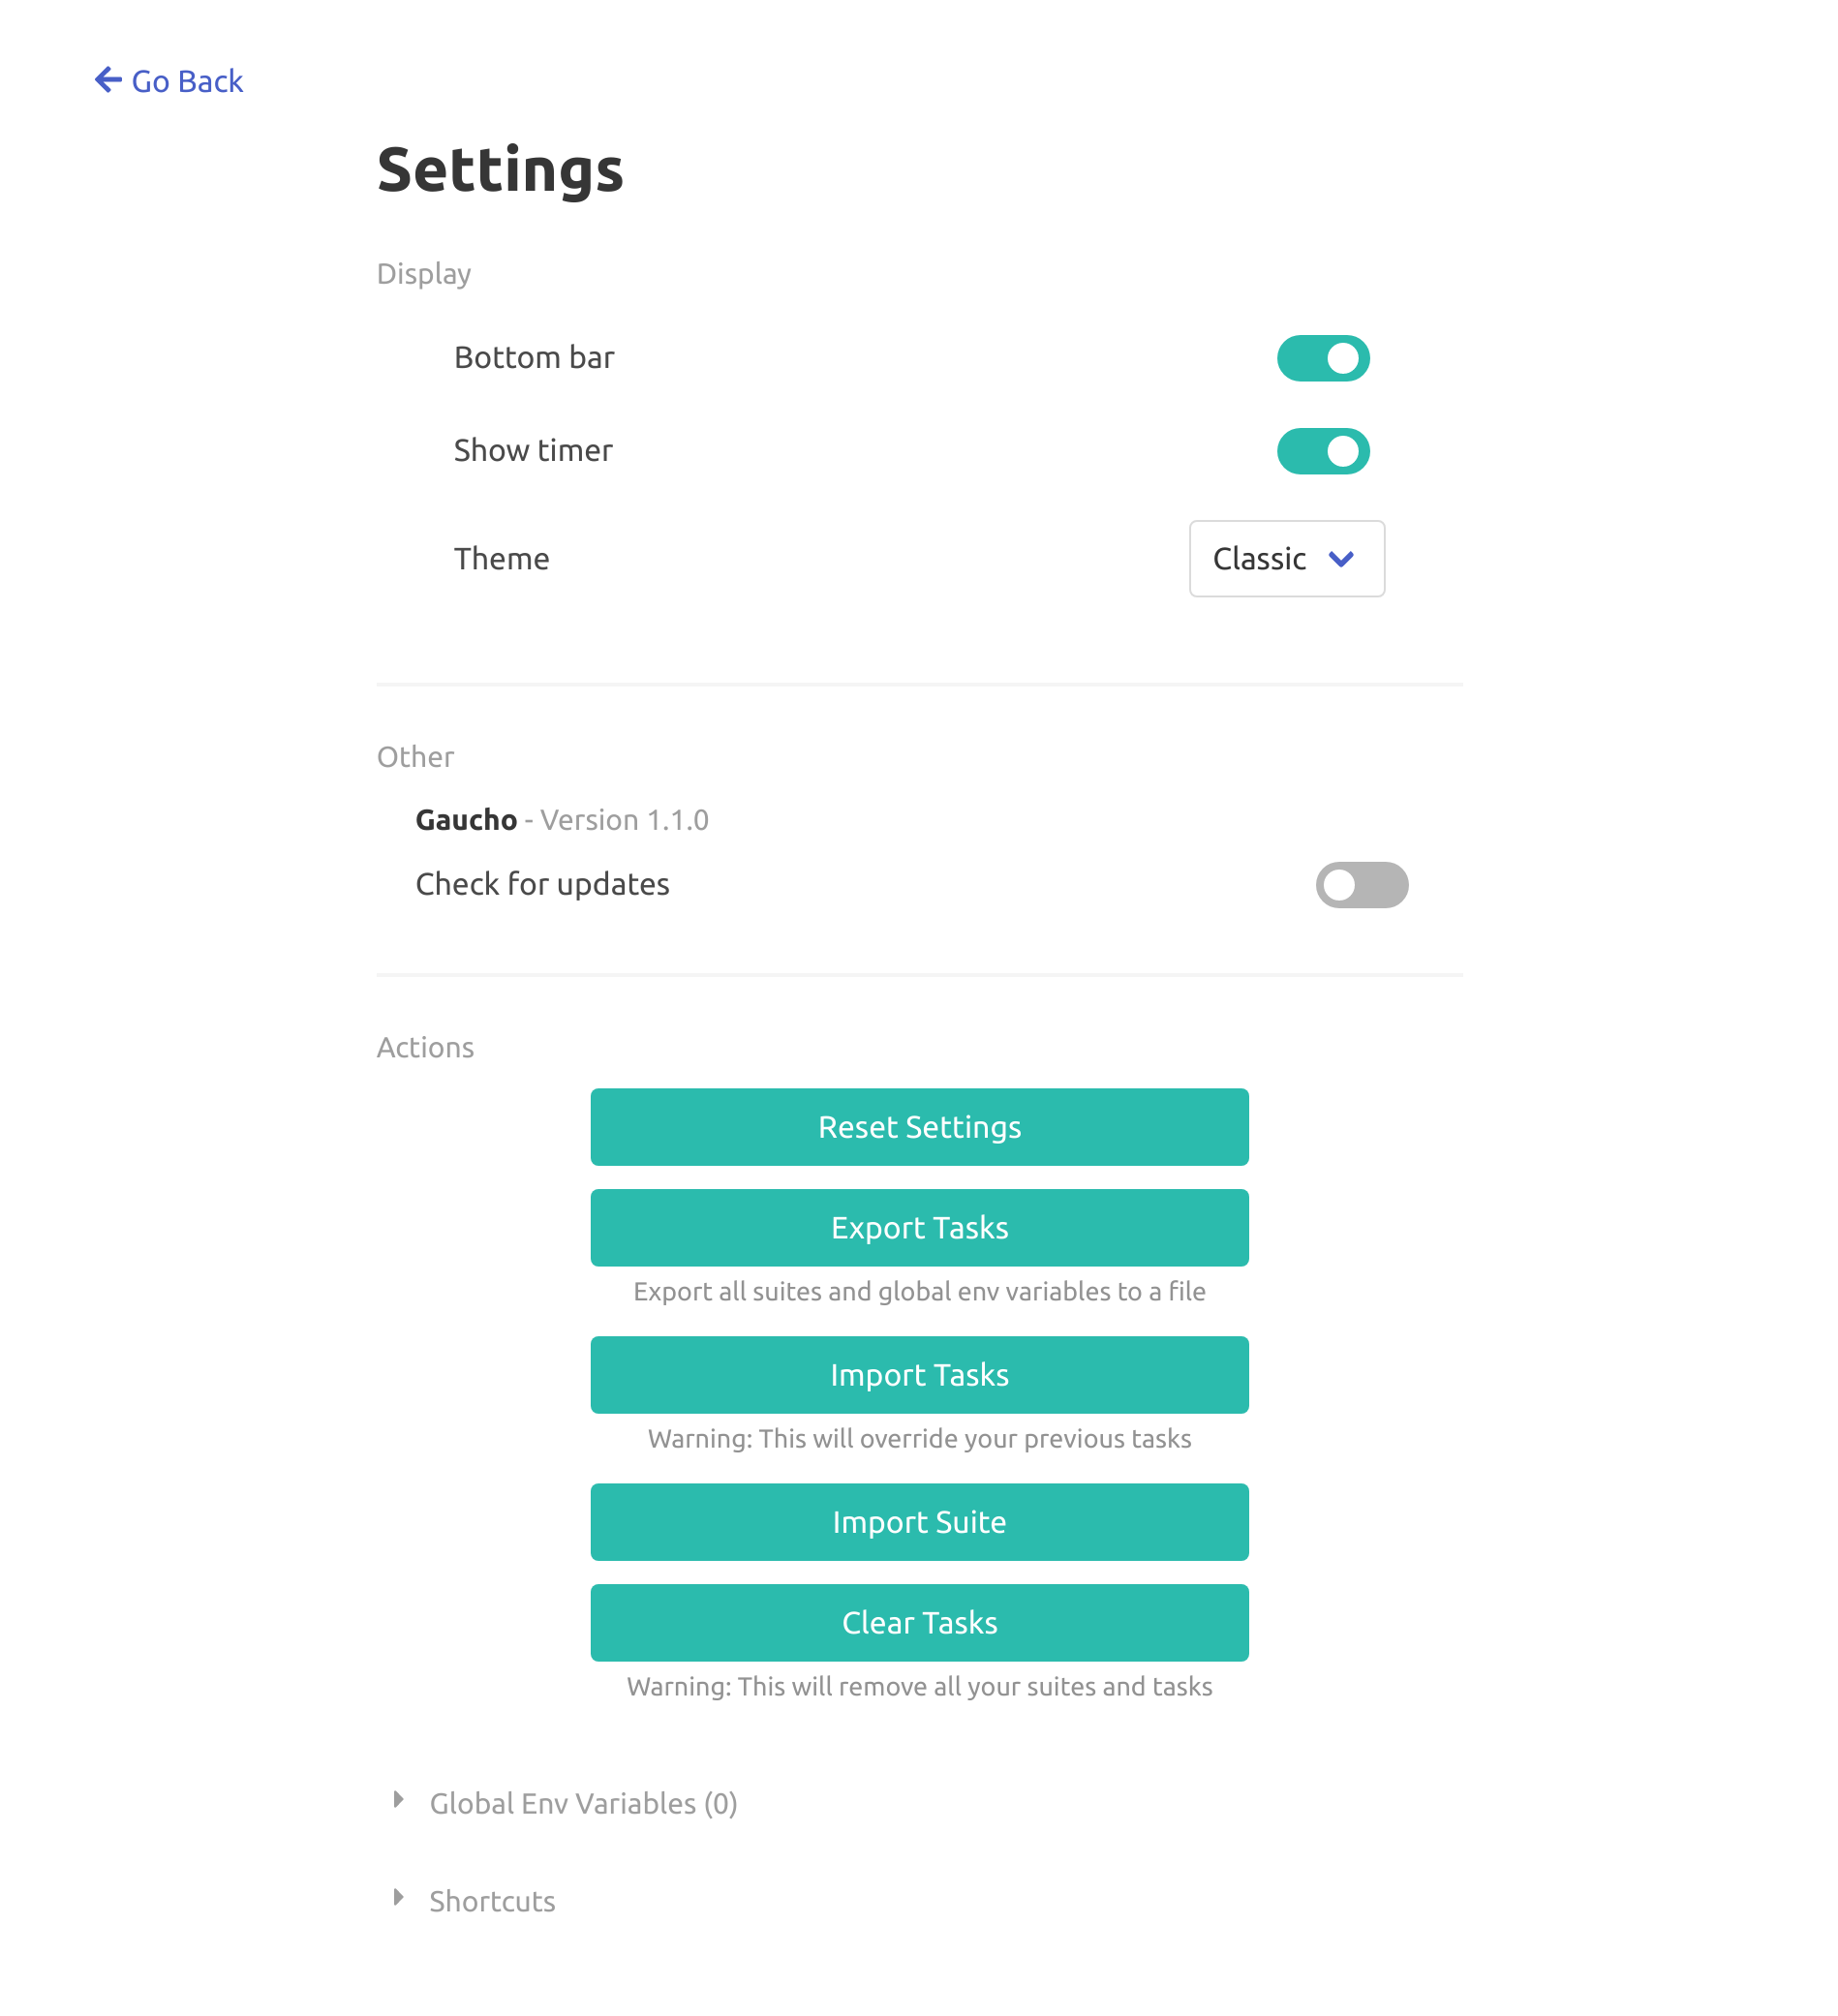 Go Back
Settings
Display
Bottom bar
Show timer
Theme
Classic
Other
Gaucho - Version 1.1.0
Check for updates
Actions
Reset Settings
Export Tasks
Export all suites and global env variables to a file
Import Tasks
Warning: This will override your previous tasks
Import Suite
Clear Tasks
Warning: This will remove all your suites and tasks
Global Env Variables (0)
Shortcuts